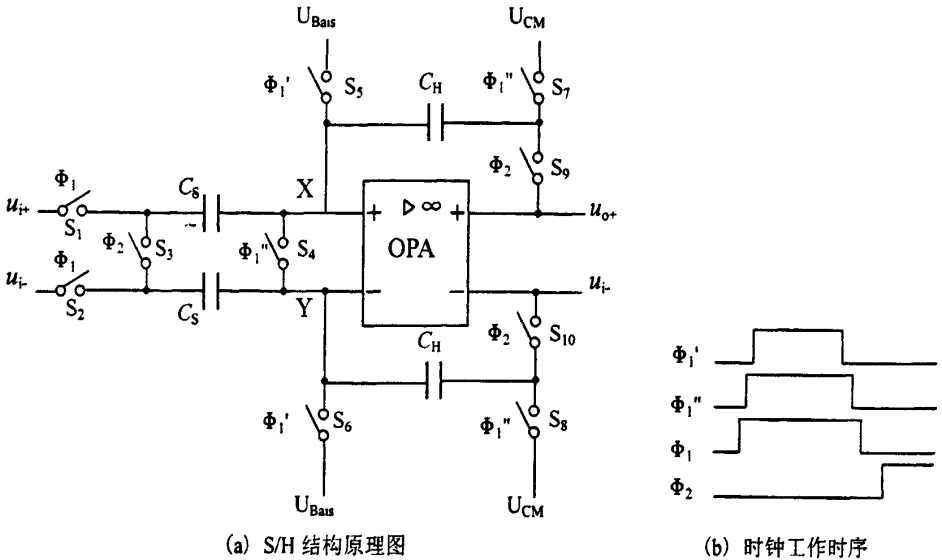 U_Bais
U_CM
Φ₁'
S₅
C_H
Φ₁''
S₇
Φ₂
S₉
X
Φ₁
C_S
u_i+
S₁
+
▷ ∞
+
u_o+
Φ₂
S₃
Φ₁''
S₄
OPA
Φ₁
u_i-
S₂
−
−
u_i-
C_S
Y
C_H
Φ₂
S₁₀
Φ₁'
S₆
Φ₁''
S₈
U_Bais
U_CM
Φ₁'
Φ₁''
Φ₁
Φ₂
(a) S/H 结构原理图
(b) 时钟工作时序